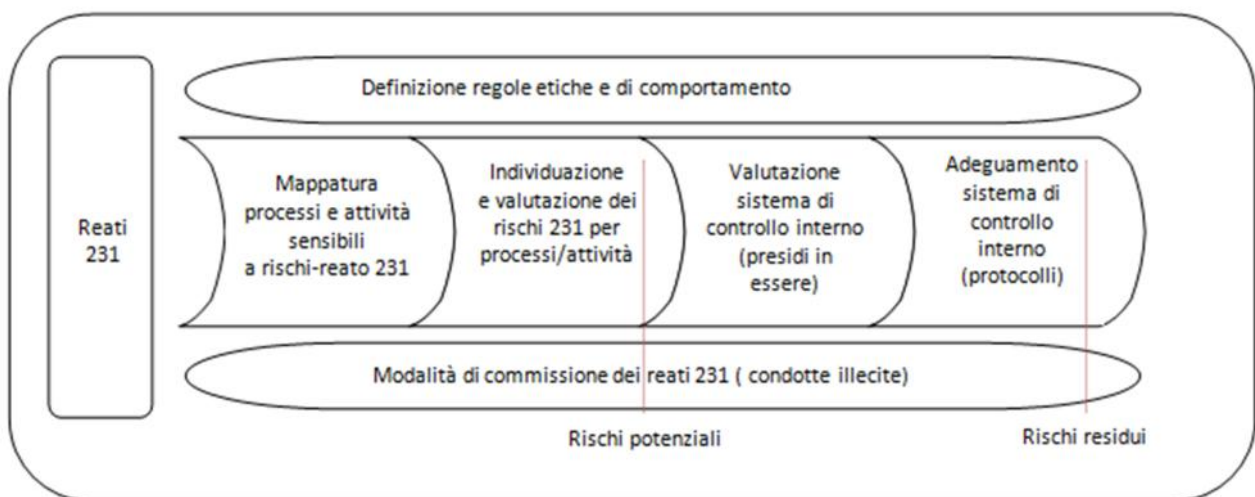 Reati
231
Definizione regole etiche e di comportamento
Mappatura
processi e attività
sensibili
a rischi-reato 231
Individuazione
e valutazione dei
rischi 231 per
processi/attività
Valutazione
sistema di
controllo interno
(presidi in
essere)
Adeguamento
sistema di
controllo
interno
(protocolli)
Modalità di commissione dei reati 231 ( condotte illecite)
Rischi potenziali
Rischi residui